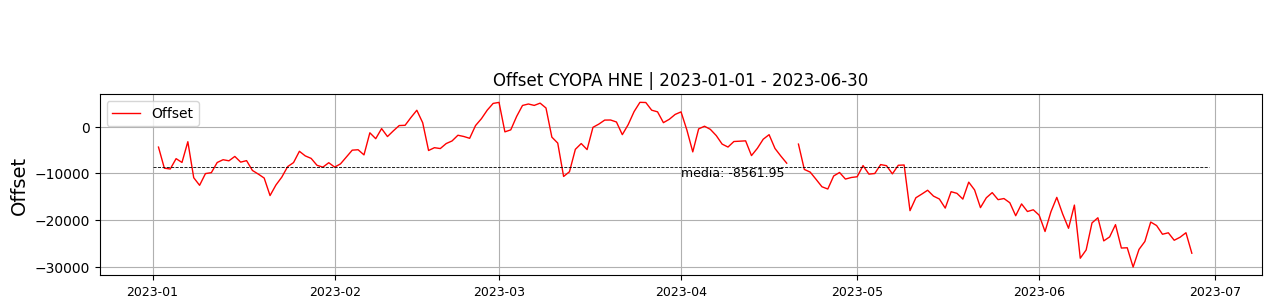 Offset CYOPA HNE | 2023-01-01 - 2023-06-30
Offset
0
−10000
−20000
−30000
Offset
media: -8561.95
2023-01
2023-02
2023-03
2023-04
2023-05
2023-06
2023-07